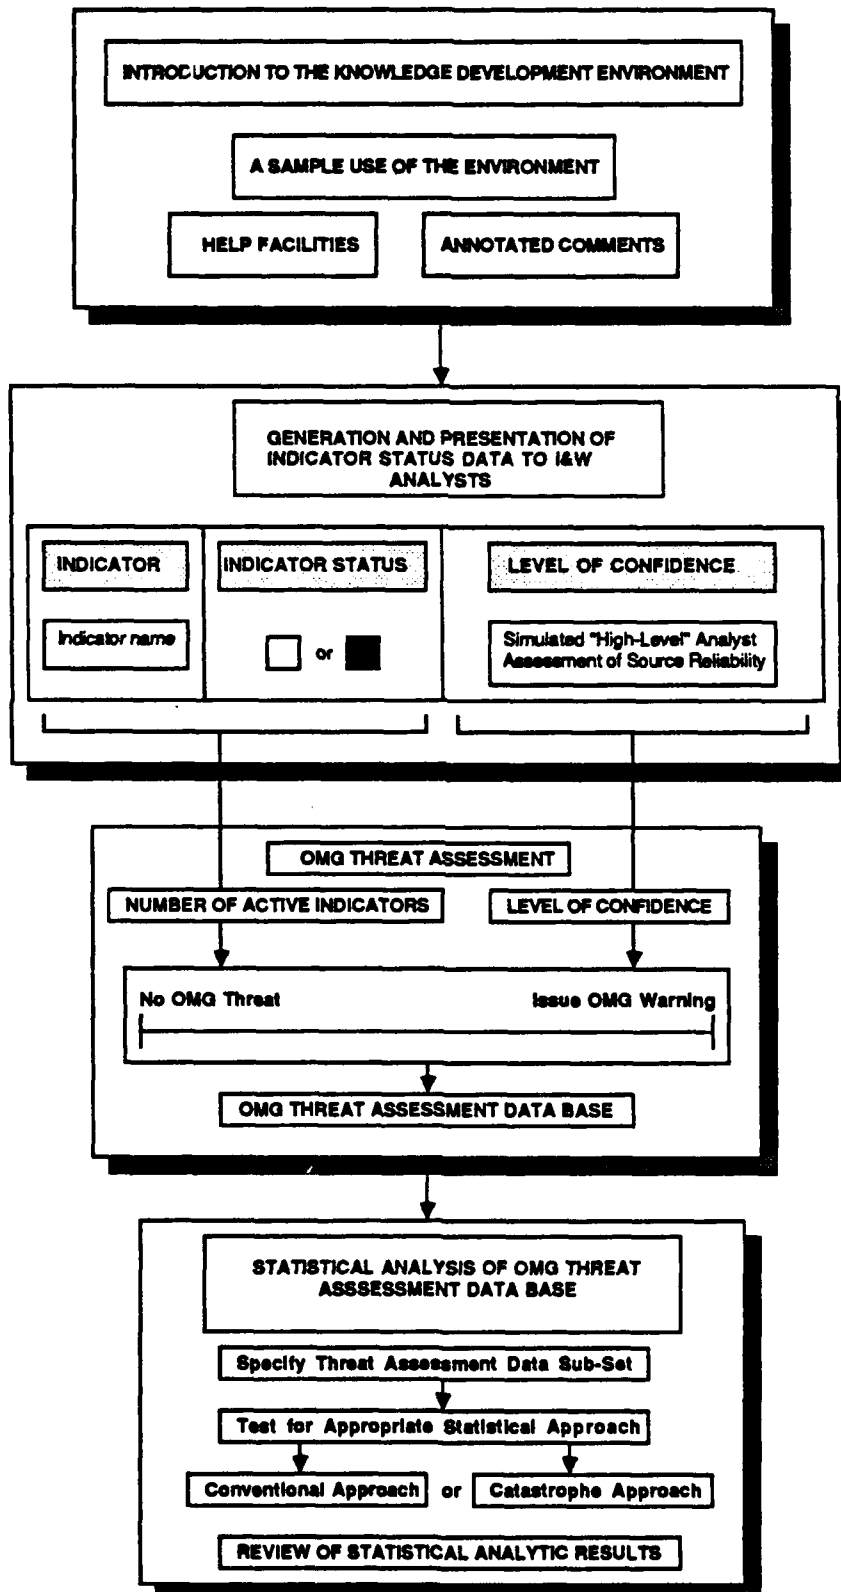 INTRODUCTION TO THE KNOWLEDGE DEVELOPMENT ENVIRONMENT
A SAMPLE USE OF THE ENVIRONMENT
HELP FACILITIES
ANNOTATED COMMENTS
GENERATION AND PRESENTATION OF
INDICATOR STATUS DATA TO I&W
ANALYSTS
INDICATOR
INDICATOR STATUS
LEVEL OF CONFIDENCE
Indicator name
or
Simulated "High-Level" Analyst
Assessment of Source Reliability
OMG THREAT ASSESSMENT
NUMBER OF ACTIVE INDICATORS
LEVEL OF CONFIDENCE
No OMG Threat
Issue OMG Warning
OMG THREAT ASSESSMENT DATA BASE
STATISTICAL ANALYSIS OF OMG THREAT
ASSSESSMENT DATA BASE
Specify Threat Assessment Data Sub-Set
Test for Appropriate Statistical Approach
Conventional Approach or Catastrophe Approach
REVIEW OF STATISTICAL ANALYTIC RESULTS